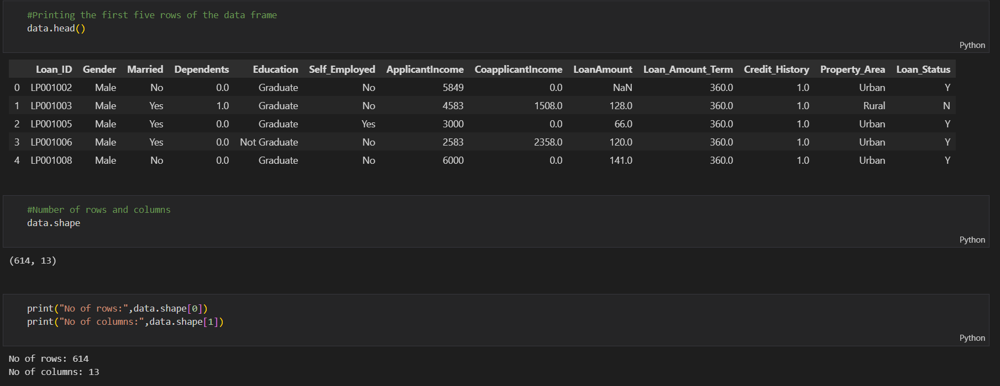 #Printing the first five rows of the data frame
data.head()
Python
Loan_ID Gender Married Dependents Education Self_Employed ApplicantIncome CoapplicantIncome LoanAmount Loan_Amount_Term Credit_History Property_Area Loan_Status
0 LP001002 Male No 0.0 Graduate No 5849 0.0 NaN 360.0 1.0 Urban Y
1 LP001003 Male Yes 1.0 Graduate No 4583 1508.0 128.0 360.0 1.0 Rural N
2 LP001005 Male Yes 0.0 Graduate Yes 3000 0.0 66.0 360.0 1.0 Urban Y
3 LP001006 Male Yes 0.0 Not Graduate No 2583 2358.0 120.0 360.0 1.0 Urban Y
4 LP001008 Male No 0.0 Graduate No 6000 0.0 141.0 360.0 1.0 Urban Y
#Number of rows and columns
data.shape
Python
(614, 13)
print("No of rows:",data.shape[0])
print("No of columns:",data.shape[1])
Python
No of rows: 614
No of columns: 13